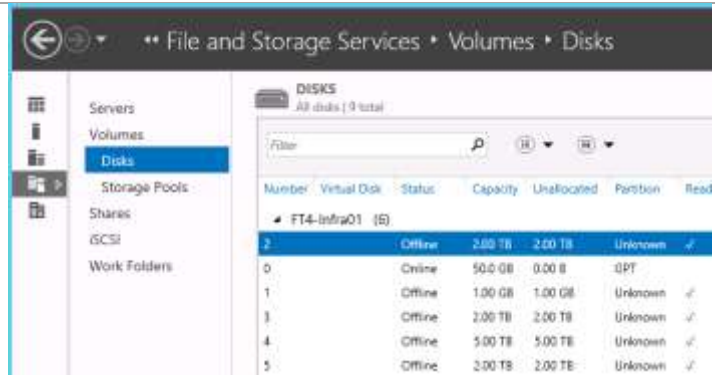 •• File and Storage Services • Volumes • Disks
Servers
Volumes
Disks
Storage Pools
Shares
iSCSI
Work Folders
DISKS
All disks | 9 total
Filter
Number Virtual Disk Status Capacity Unallocated Partition Read
FT4-Infra01 (6)
2 Offline 2.00 TB 2.00 TB Unknown ✓
0 Online 50.0 GB 0.00 B GPT
1 Offline 1.00 GB 1.00 GB Unknown ✓
3 Offline 2.00 TB 2.00 TB Unknown ✓
4 Offline 5.00 TB 5.00 TB Unknown ✓
5 Offline 2.00 TB 2.00 TB Unknown ✓